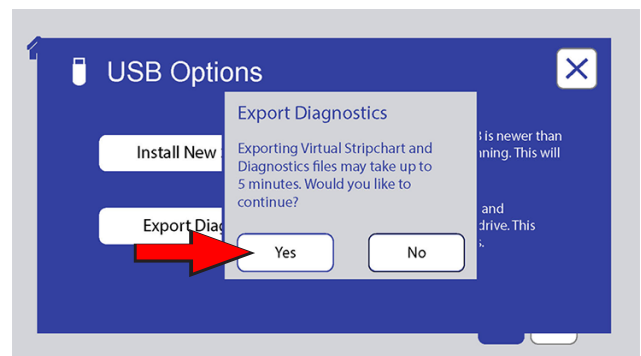 USB Options
Export Diagnostics
is newer than
Install New
Exporting Virtual Stripchart and
nning. This will
Diagnostics files may take up to
5 minutes. Would you like to
continue?
and
Export Diag
drive. This
Yes
No